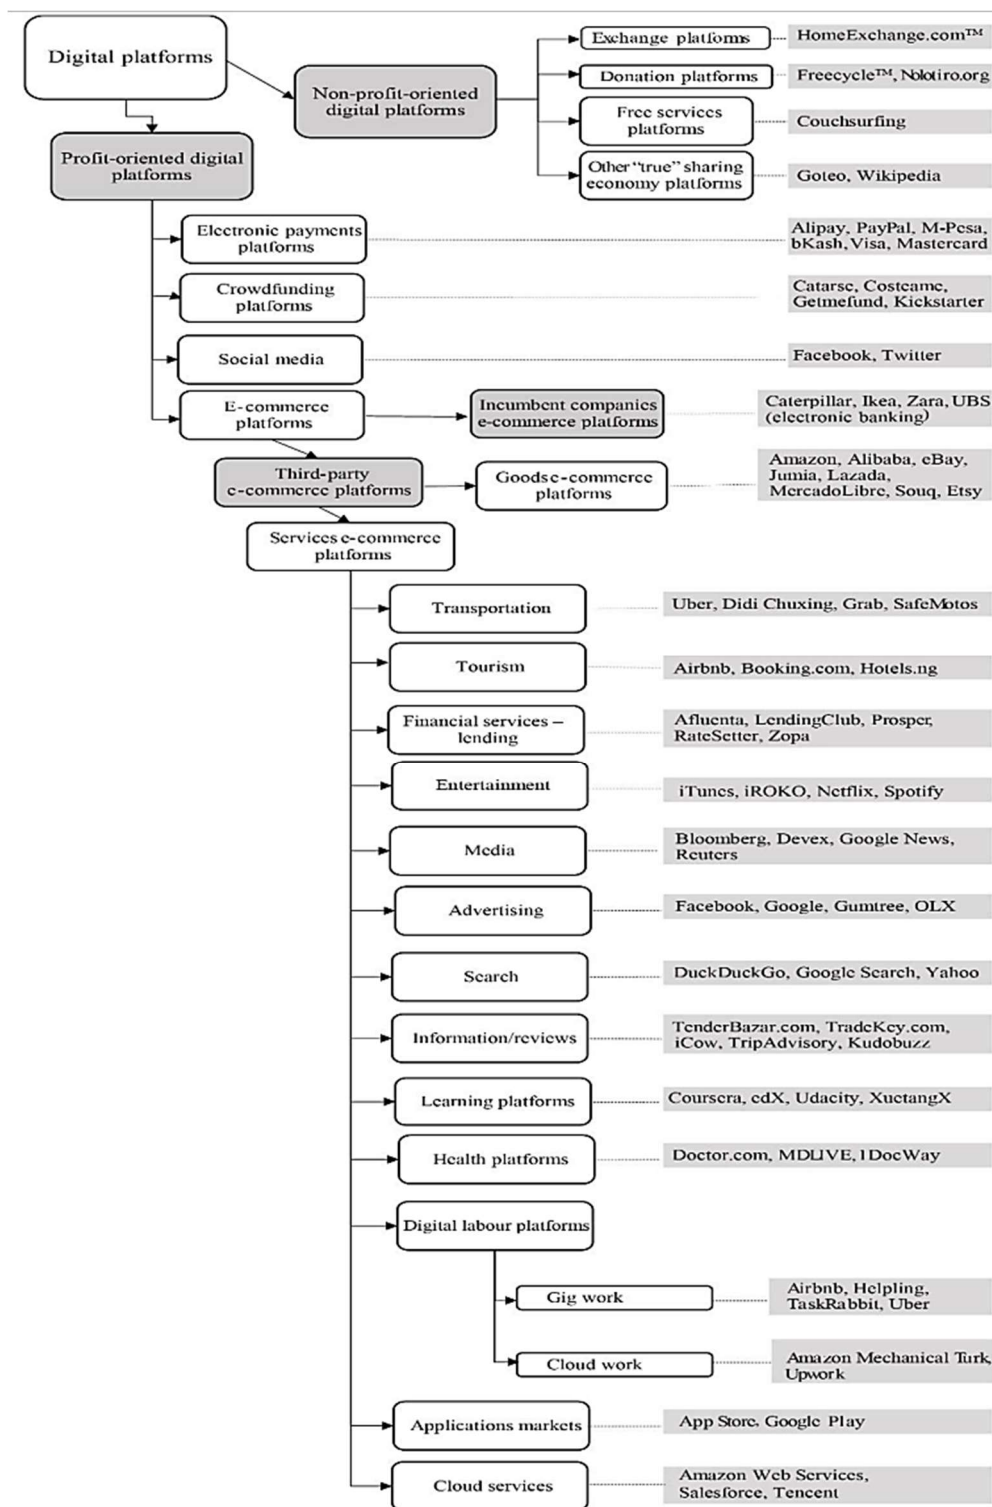 Digital platforms
Non-profit-oriented
digital platforms
Exchange platforms
HomeExchange.com™
Donation platforms
Freecycle™, Nolotiro.org
Free services
platforms
Couchsurfing
Other “true” sharing
economy platforms
Goteo, Wikipedia
Profit-oriented digital
platforms
Electronic payments
platforms
Alipay, PayPal, M-Pesa,
bKash, Visa, Mastercard
Crowdfunding
platforms
Catarse, Costeame,
Getmefund, Kickstarter
Social media
Facebook, Twitter
E-commerce
platforms
Incumbent companies
e-commerce platforms
Caterpillar, Ikea, Zara, UBS
(electronic banking)
Third-party
e-commerce platforms
Goods e-commerce
platforms
Amazon, Alibaba, eBay,
Jumia, Lazada,
MercadoLibre, Souq, Etsy
Services e-commerce
platforms
Transportation
Uber, Didi Chuxing, Grab, SafeMotos
Tourism
Airbnb, Booking.com, Hotels.ng
Financial services –
lending
Afluenta, LendingClub, Prosper,
RateSetter, Zopa
Entertainment
iTunes, iROKO, Netflix, Spotify
Media
Bloomberg, Devex, Google News,
Reuters
Advertising
Facebook, Google, Gumtree, OLX
Search
DuckDuckGo, Google Search, Yahoo
Information/reviews
TenderBazar.com, TradeKey.com,
iCow, TripAdvisory, Kudobuzz
Learning platforms
Coursera, edX, Udacity, XuetangX
Health platforms
Doctor.com, MDLIVE, 1DocWay
Digital labour platforms
Gig work
Airbnb, Helpling,
TaskRabbit, Uber
Cloud work
Amazon Mechanical Turk,
Upwork
Applications markets
App Store, Google Play
Cloud services
Amazon Web Services,
Salesforce, Tencent